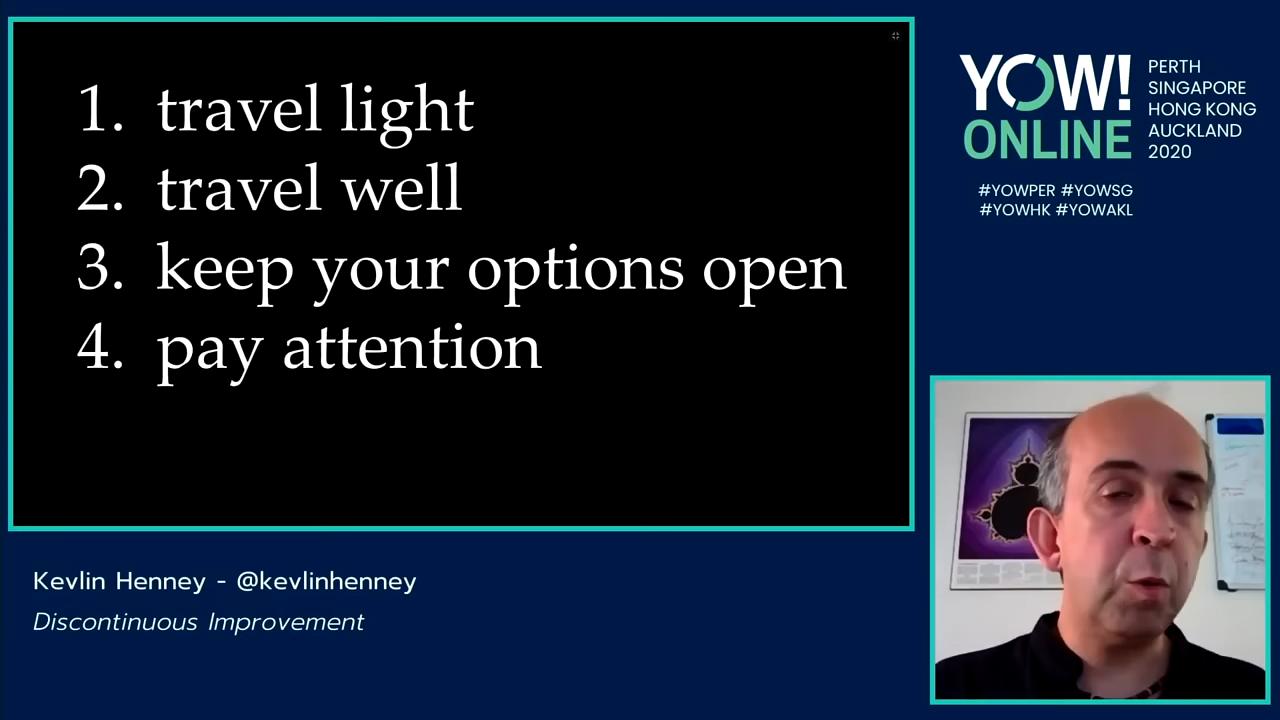 1. travel light
2. travel well
3. keep your options open
4. pay attention
YOW!
ONLINE
PERTH
SINGAPORE
HONG KONG
AUCKLAND
2020
#YOWPER #YOWSG
#YOWHK #YOWAKL
Kevlin Henney - @kevlinhenney
Discontinuous Improvement